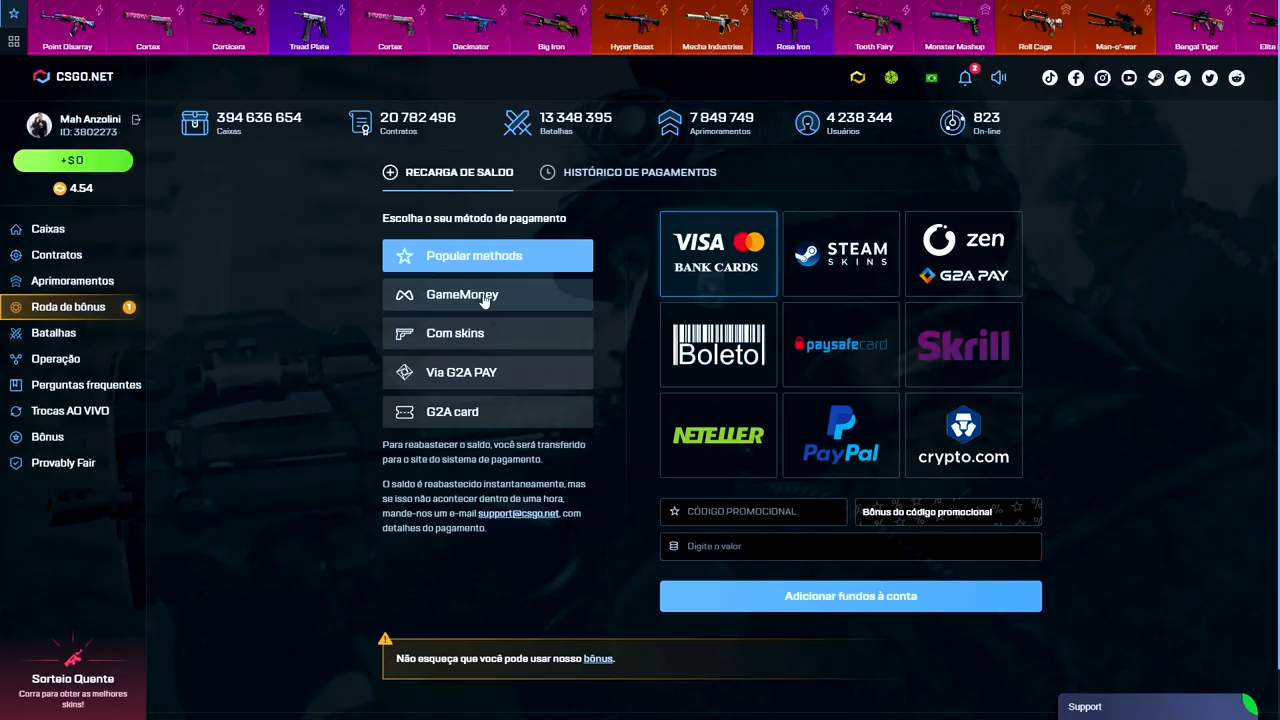 Point Disarray
Cortex
Corticera
Tread Plate
Cortex
Decimator
Big Iron
Hyper Beast
Mecha Industries
Rose Iron
Tooth Fairy
Monster Mashup
Roll Cage
Man-o'-war
Bengal Tiger
Elite
CSGO.NET
2
Mah Anzolini
ID: 3802273
+SO
4.54
394 636 654
Caixas
20 782 496
Contratos
13 348 395
Batalhas
7 849 749
Aprimoramentos
4 238 344
Usuários
823
On-line
Caixas
Contratos
Aprimoramentos
Roda de bônus
1
Batalhas
Operação
Perguntas frequentes
Trocas AO VIVO
Bônus
Provably Fair
Sorteio Quente
Corra para obter as melhores
skins!
RECARGA DE SALDO
HISTÓRICO DE PAGAMENTOS
Escolha o seu método de pagamento
Popular methods
GameMoney
Com skins
Via G2A PAY
G2A card
Para reabastecer o saldo, você será transferido
para o site do sistema de pagamento.
O saldo é reabastecido instantaneamente, mas
se isso não acontecer dentro de uma hora,
mande-nos um e-mail support@csgo.net, com
detalhes do pagamento.
VISA
BANK CARDS
STEAM
SKINS
zen
G2A PAY
Boleto
paysafecard
Skrill
NETELLER
PayPal
crypto.com
CÓDIGO PROMOCIONAL
Bônus do código promocional
Digite o valor
Adicionar fundos à conta
Não esqueça que você pode usar nosso bônus.
Support